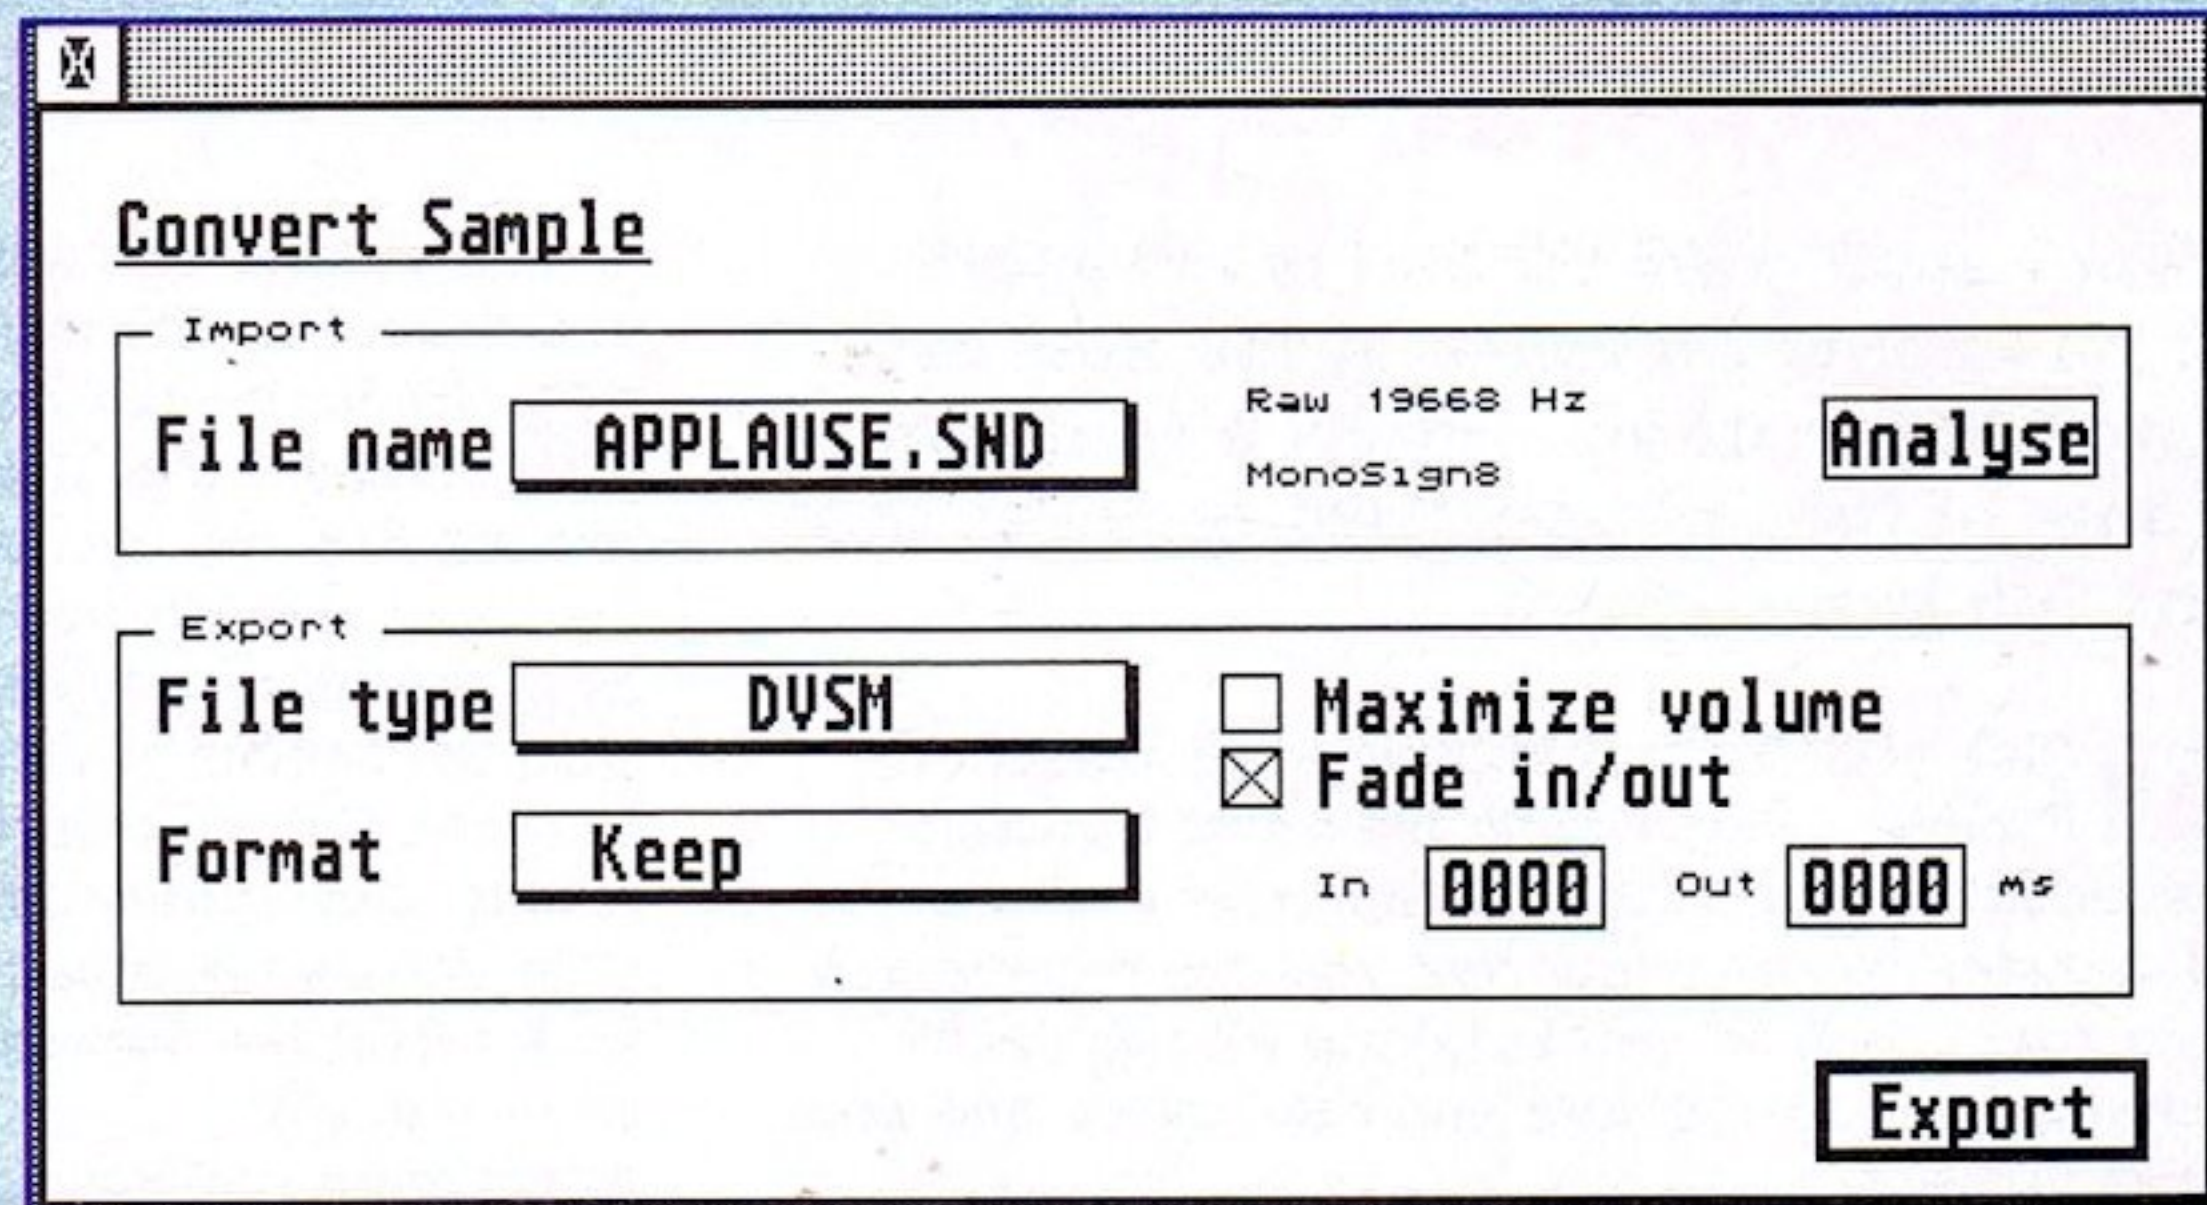 Convert Sample
Import
File name APPLAUSE.SND Raw 19668 Hz Analyse
MonoSign8
Export
File type DVSM Maximize volume
Fade in/out
Format Keep In 0000 Out 0000 ms
Export